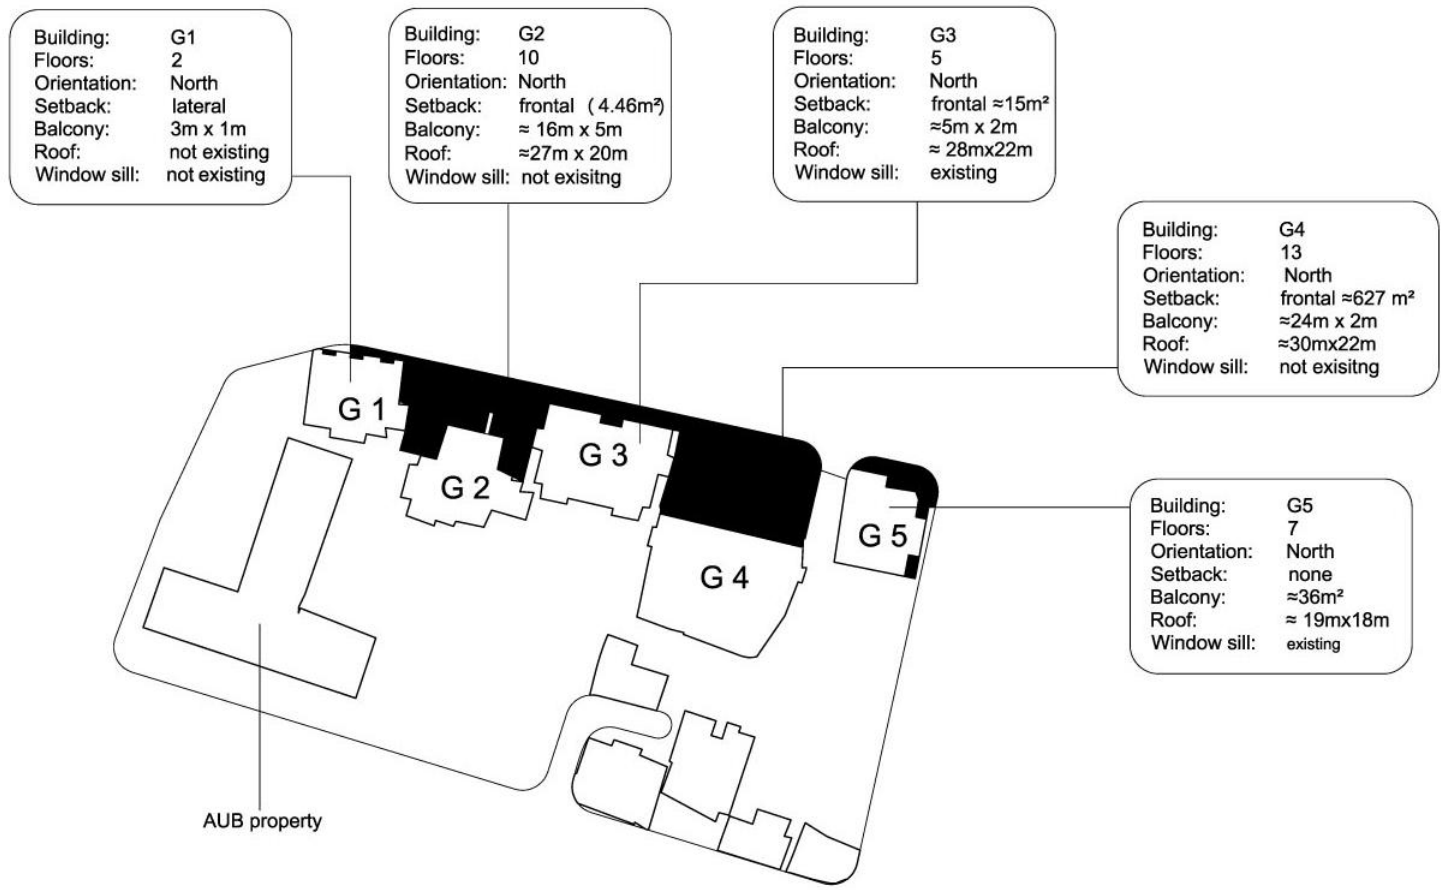 Building: G1
Floors: 2
Orientation: North
Setback: lateral
Balcony: 3m x 1m
Roof: not existing
Window sill: not existing
Building: G2
Floors: 10
Orientation: North
Setback: frontal (4.46m²)
Balcony: ≈ 16m x 5m
Roof: ≈27m x 20m
Window sill: not exisitng
Building: G3
Floors: 5
Orientation: North
Setback: frontal ≈15m²
Balcony: ≈5m x 2m
Roof: ≈ 28mx22m
Window sill: existing
Building: G4
Floors: 13
Orientation: North
Setback: frontal ≈627 m²
Balcony: ≈24m x 2m
Roof: ≈30mx22m
Window sill: not exisitng
Building: G5
Floors: 7
Orientation: North
Setback: none
Balcony: ≈36m²
Roof: ≈ 19mx18m
Window sill: existing
G 1
G 2
G 3
G 4
G 5
AUB property